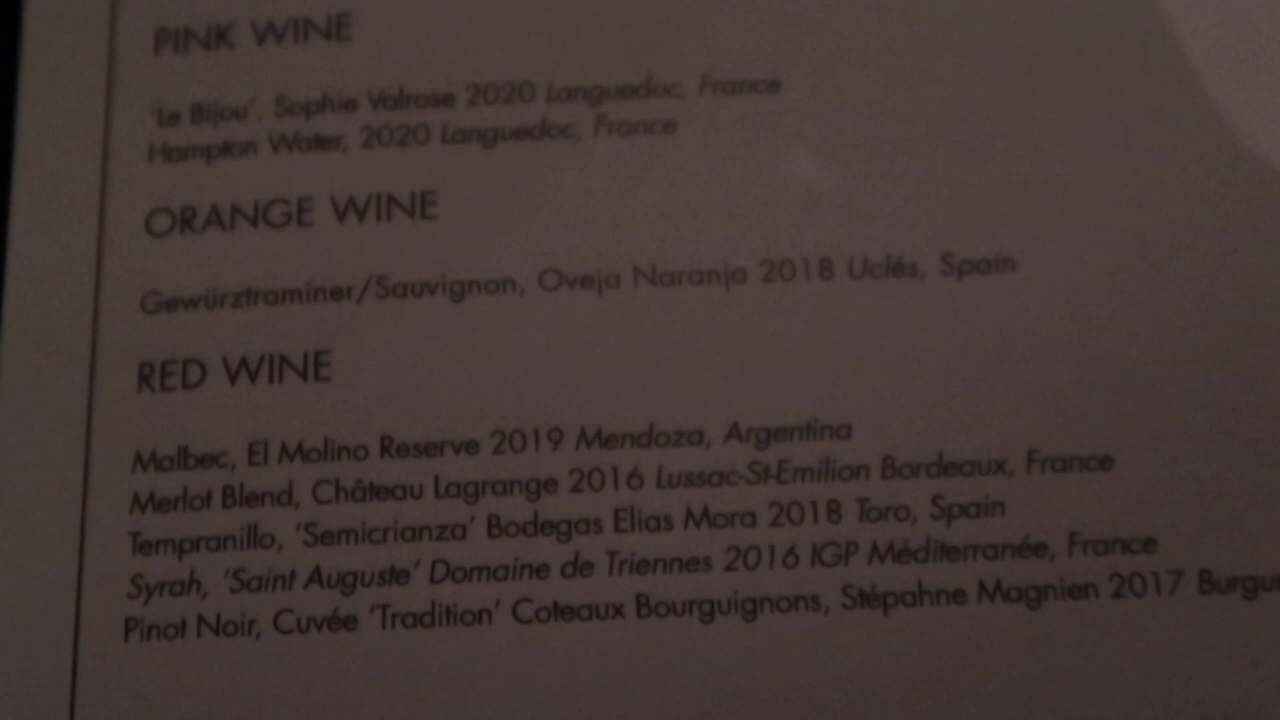 PINK WINE
'Le Bijou', Sophie Valrose 2020 Languedoc, France
Hampton Water, 2020 Languedoc, France
ORANGE WINE
Gewürztraminer/Sauvignon, Oveja Naranja 2018 Uclés, Spain
RED WINE
Malbec, El Molino Reserve 2019 Mendoza, Argentina
Merlot Blend, Château Lagrange 2016 Lussac-St-Emilion Bordeaux, France
Tempranillo, 'Semicrianza' Bodegas Elias Mora 2018 Toro, Spain
Syrah, 'Saint Auguste' Domaine de Triennes 2016 IGP Méditerranée, France
Pinot Noir, Cuvée 'Tradition' Coteaux Bourguignons, Stépahne Magnien 2017